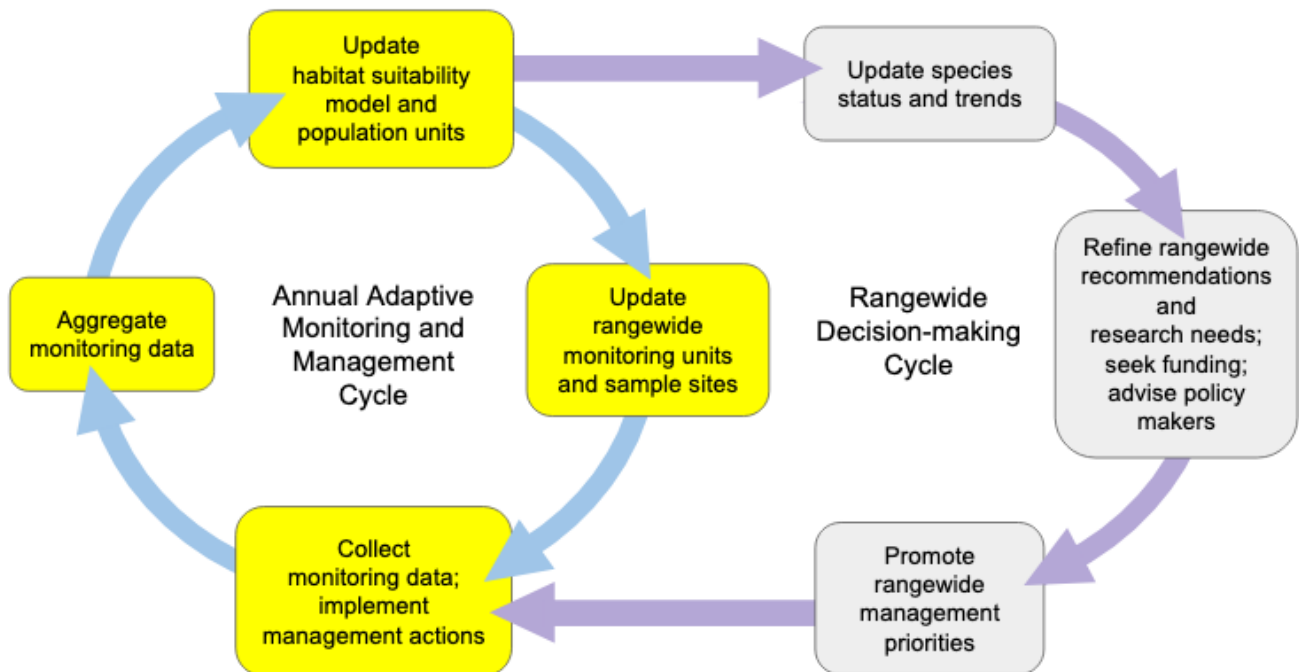 Update
habitat suitability
model and
population units
Update species
status and trends
Aggregate
monitoring data
Annual Adaptive
Monitoring and
Management
Cycle
Update
rangewide
monitoring units
and sample sites
Rangewide
Decision-making
Cycle
Refine rangewide
recommendations
and
research needs;
seek funding;
advise policy
makers
Collect
monitoring data;
implement
management actions
Promote
rangewide
management
priorities